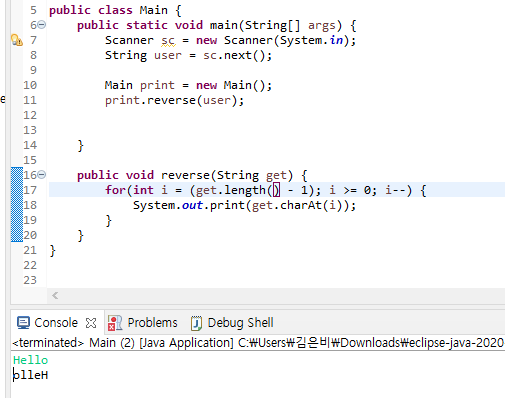 5 public class Main {
6 public static void main(String[] args) {
7 Scanner sc = new Scanner(System.in);
8 String user = sc.next();
9
10 Main print = new Main();
11 print.reverse(user);
12
13
14 }
15
16 public void reverse(String get) {
17 for(int i = (get.length() - 1); i >= 0; i--) {
18 System.out.print(get.charAt(i));
19 }
20 }
21 }
22
23
e
Console Problems Debug Shell
<terminated> Main (2) [Java Application] C:₩Users₩김은비₩Downloads₩eclipse-java-2020
Hello
olleH